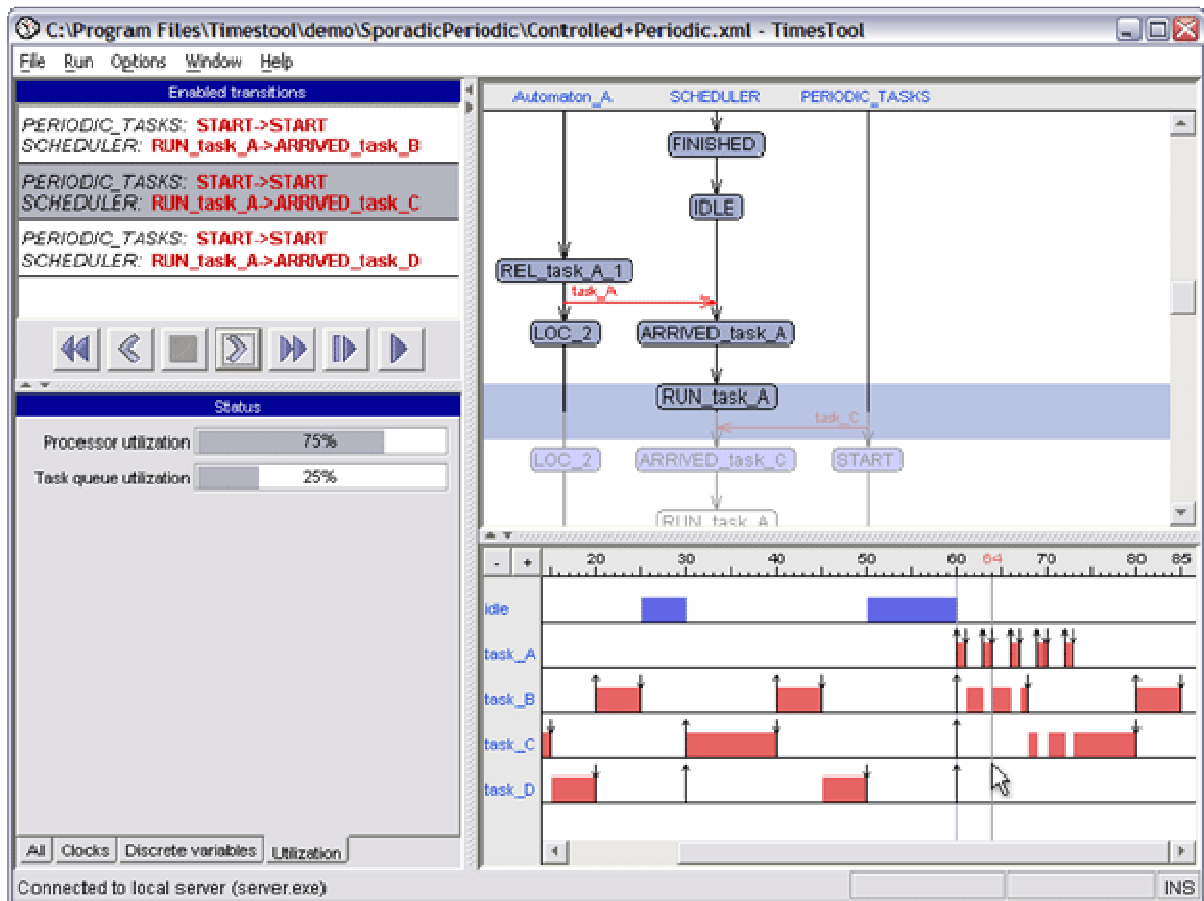 C:\Program Files\Timestool\demo\SporadicPeriodic\Controlled+Periodic.xml - TimesTool
File Run Options Window Help
Enabled transitions
PERIODIC_TASKS: START->START
SCHEDULER: RUN_task_A->ARRIVED_task_B
PERIODIC_TASKS: START->START
SCHEDULER: RUN_task_A->ARRIVED_task_C
PERIODIC_TASKS: START->START
SCHEDULER: RUN_task_A->ARRIVED_task_D
Status
Processor utilization 75%
Task queue utilization 25%
All Clocks Discrete variables Utilization
Automaton_A SCHEDULER PERIODIC_TASKS
FINISHED
IDLE
REL_task_A_1
task_A
LOC_2 ARRIVED_task_A
RUN_task_A
task_C
LOC_2 ARRIVED_task_C START
RUN_task_A
- + 20 30 40 50 60 64 70 80 85
idle
task_A
task_B
task_C
task_D
Connected to local server (server.exe) INS